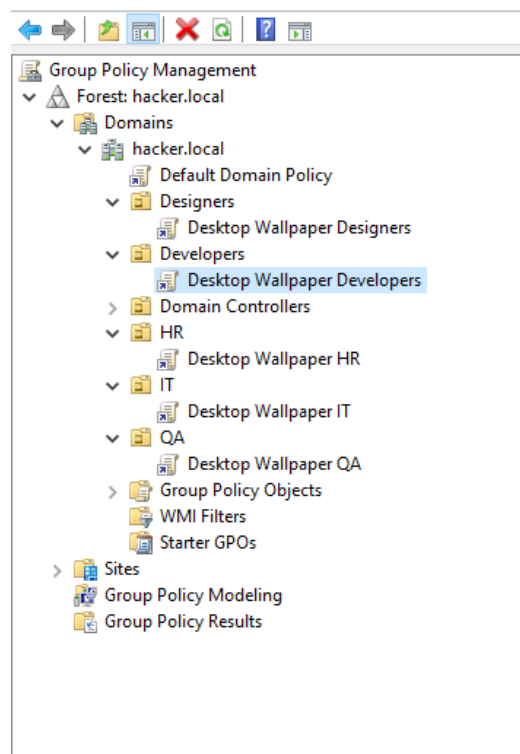 Group Policy Management
Forest: hacker.local
Domains
hacker.local
Default Domain Policy
Designers
Desktop Wallpaper Designers
Developers
Desktop Wallpaper Developers
Domain Controllers
HR
Desktop Wallpaper HR
IT
Desktop Wallpaper IT
QA
Desktop Wallpaper QA
Group Policy Objects
WMI Filters
Starter GPOs
Sites
Group Policy Modeling
Group Policy Results